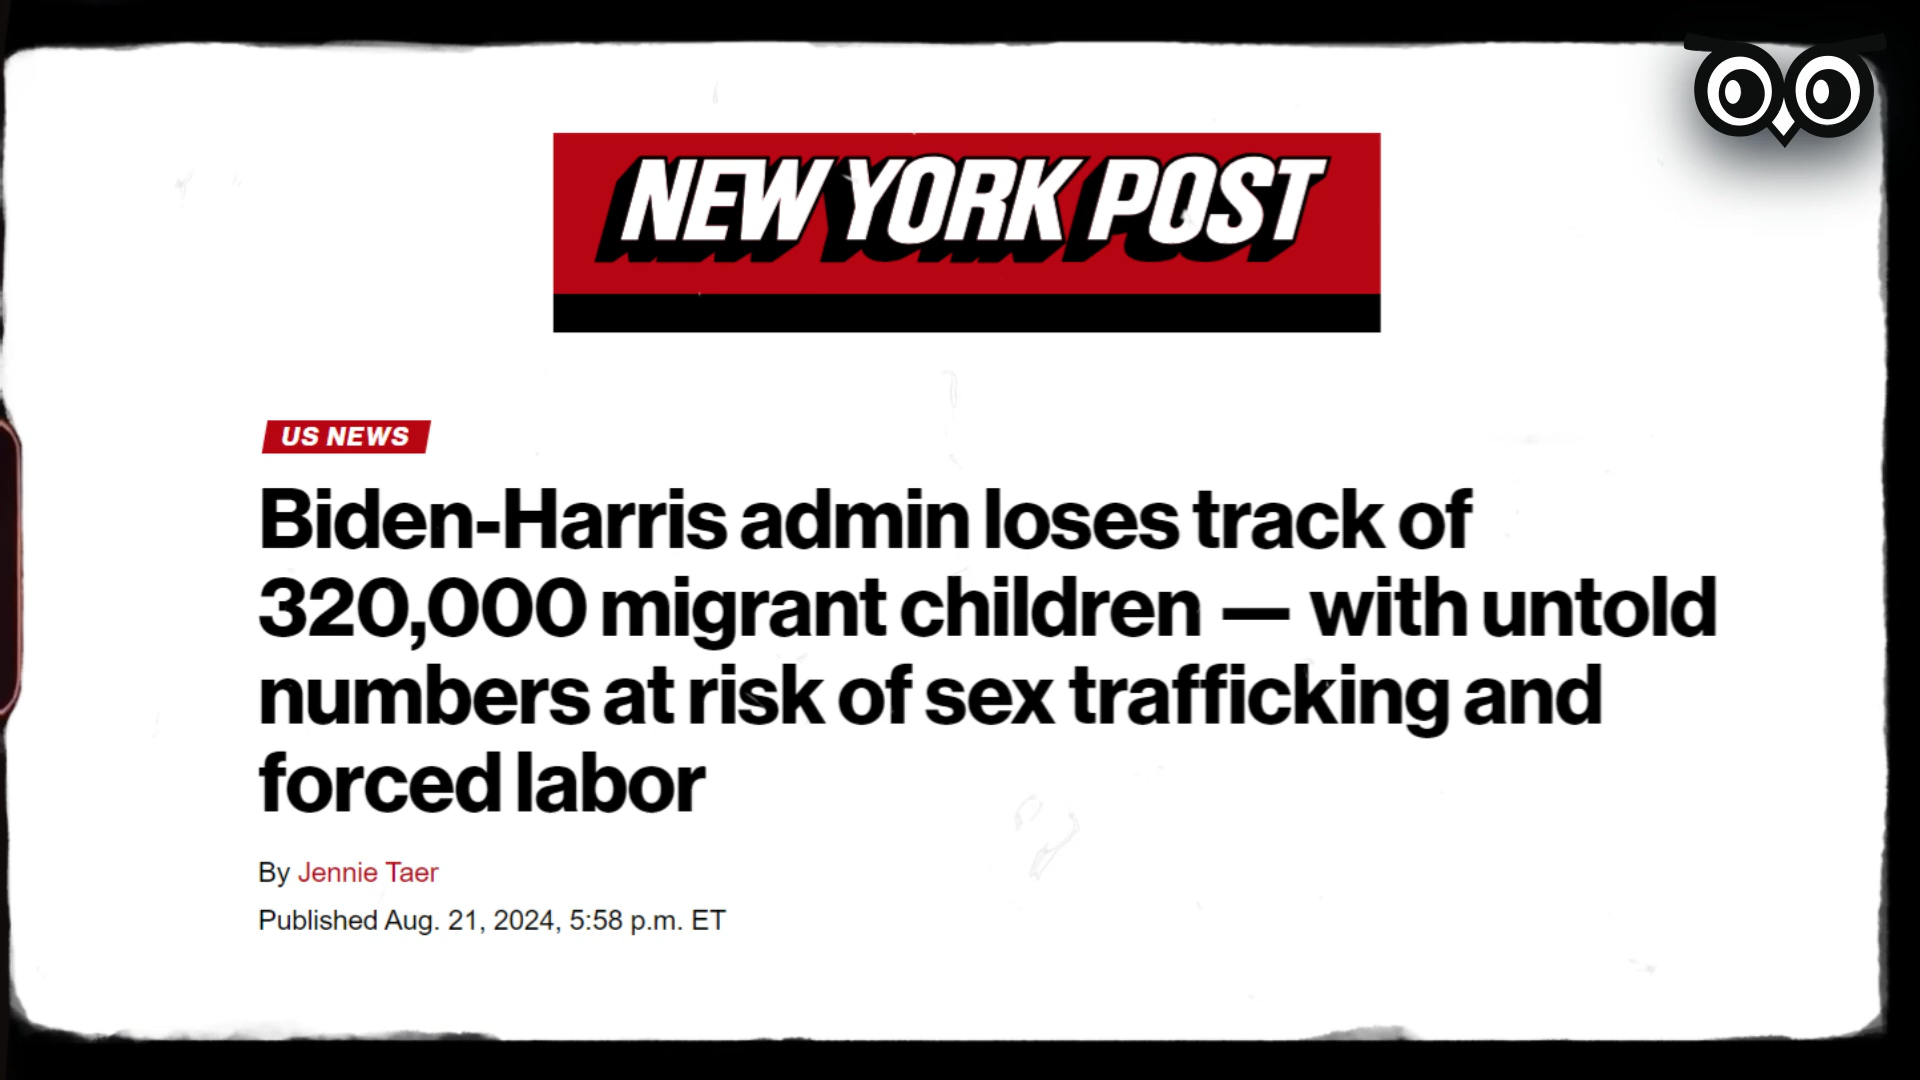 NEW YORK POST
US NEWS
Biden-Harris admin loses track of
320,000 migrant children — with untold
numbers at risk of sex trafficking and
forced labor
By Jennie Taer
Published Aug. 21, 2024, 5:58 p.m. ET